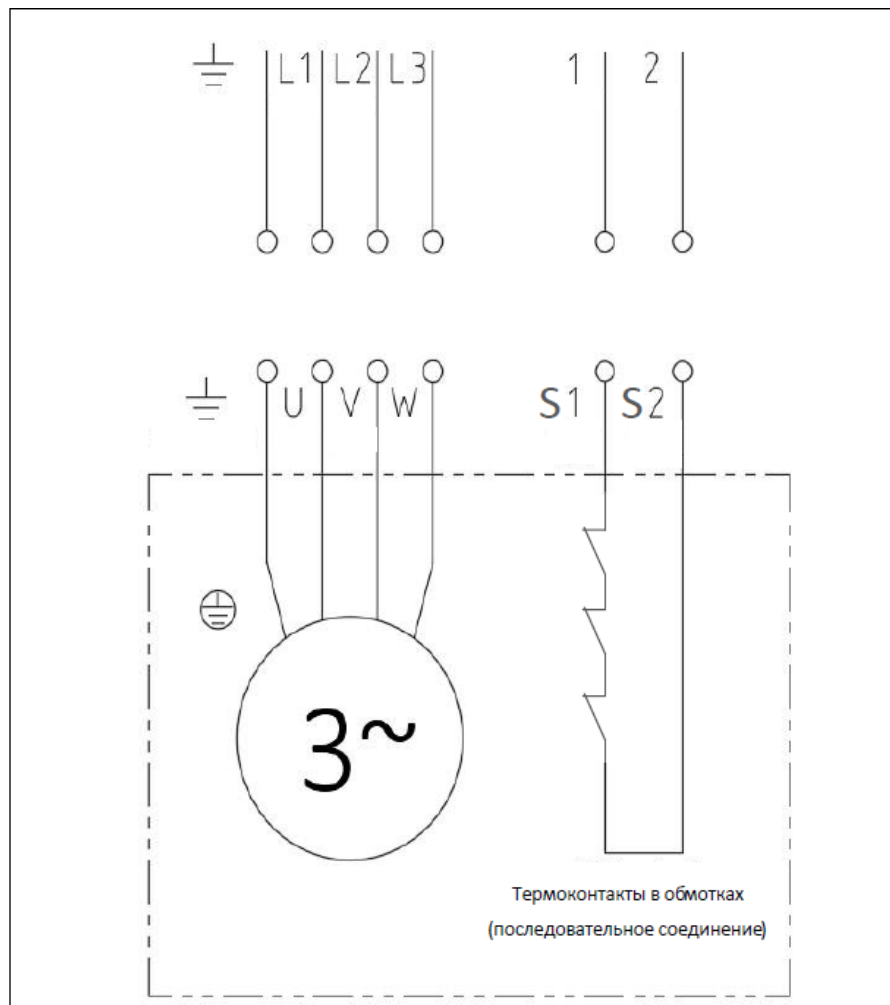 L1 L2 L3 1 2
U V W S1 S2
3~
Термоконтакты в обмотках
(последовательное соединение)